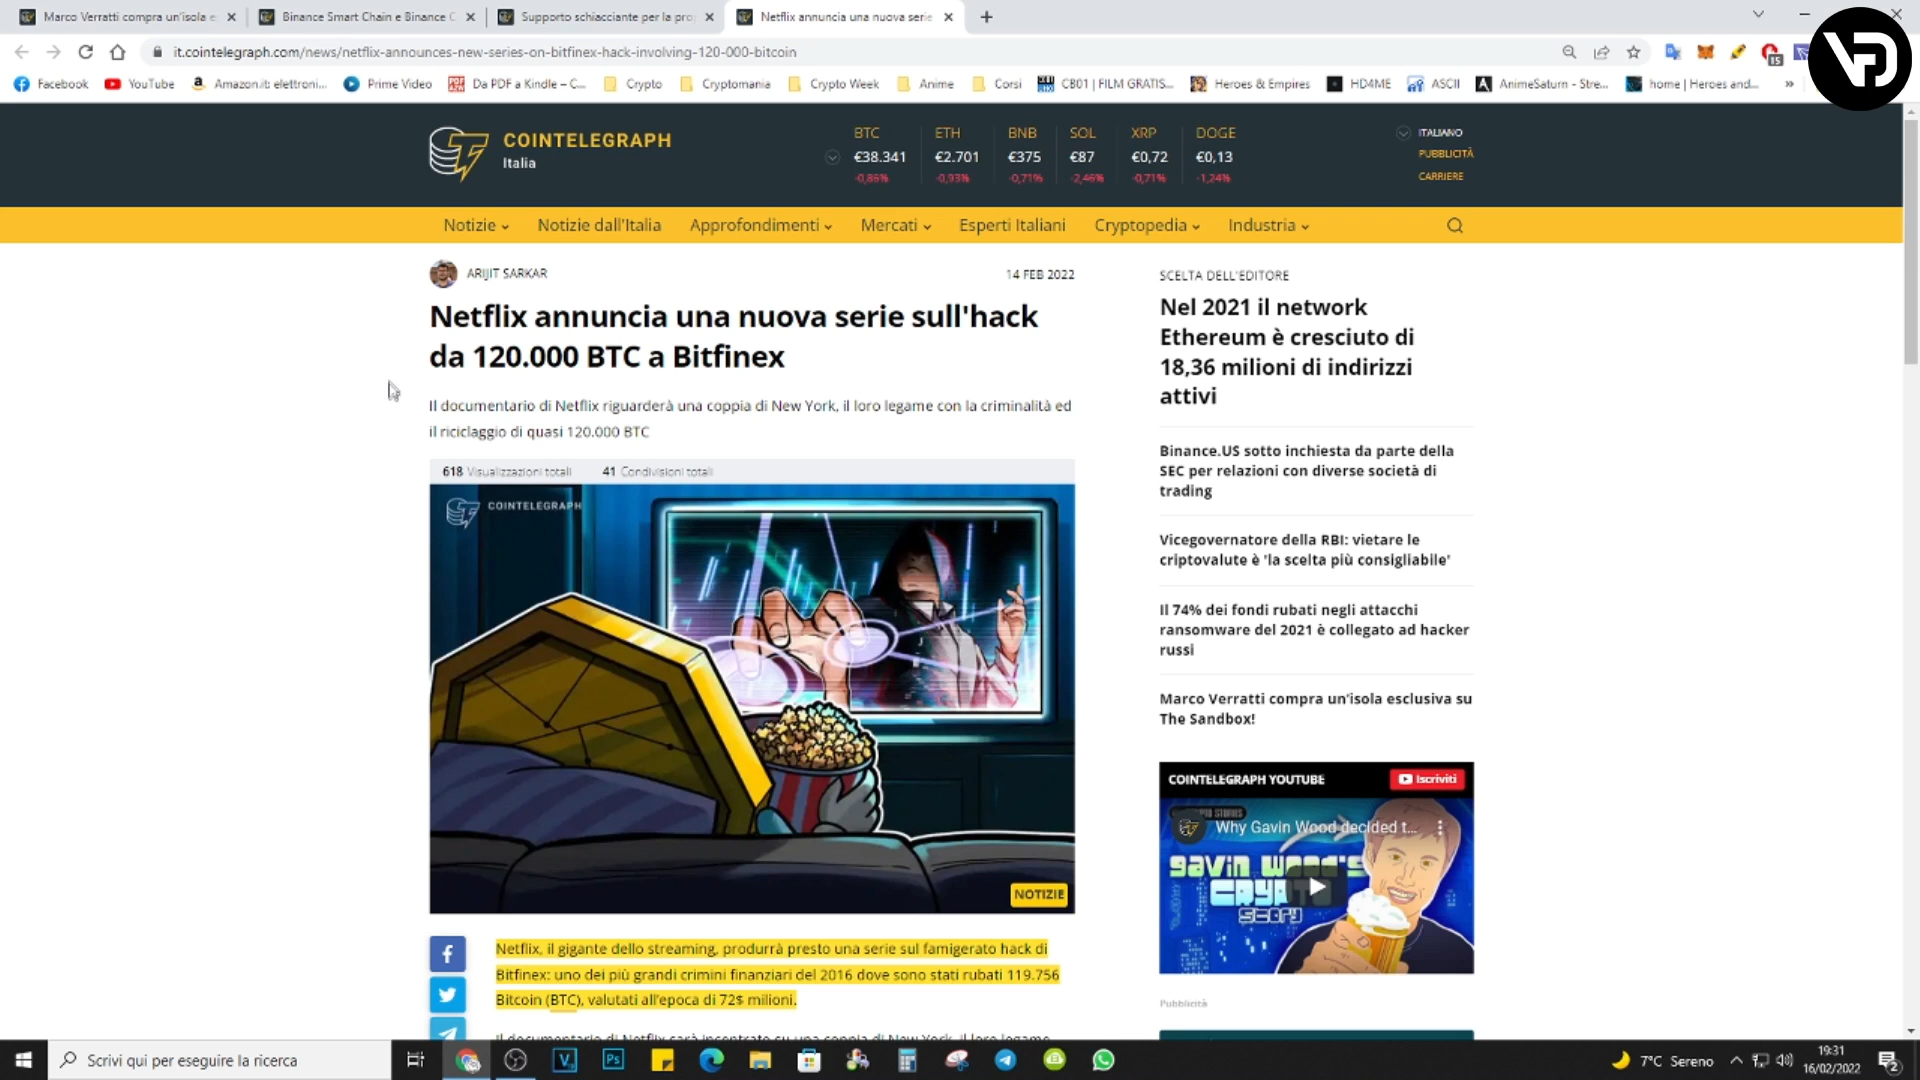 Marco Verratti compra un'isola e
Binance Smart Chain e Binance C
Supporto schiacciante per la pro
Netflix annuncia una nuova serie
it.cointelegraph.com/news/netflix-announces-new-series-on-bitfinex-hack-involving-120-000-bitcoin
15
Facebook
YouTube
Amazon.it: elettroni...
Prime Video
Da PDF a Kindle – C...
Crypto
Cryptomania
Crypto Week
Anime
Corsi
CB01 | FILM GRATIS...
Heroes & Empires
HD4ME
ASCII
AnimeSaturn - Stre...
home | Heroes and...
»
COINTELEGRAPH
Italia
BTC ETH BNB SOL XRP DOGE
€38.341 €2.701 €375 €87 €0,72 €0,13
-0,86% -0,93% -0,71% -2,46% -0,71% -1,24%
ITALIANO
PUBBLICITÀ
CARRIERE
Notizie Notizie dall'Italia Approfondimenti Mercati Esperti Italiani Cryptopedia Industria
ARIJIT SARKAR
14 FEB 2022
Netflix annuncia una nuova serie sull'hack
da 120.000 BTC a Bitfinex
Il documentario di Netflix riguarderà una coppia di New York, il loro legame con la criminalità ed
il riciclaggio di quasi 120.000 BTC
618 Visualizzazioni totali 41 Condivisioni totali
COINTELEGRAPH
NOTIZIE
Netflix, il gigante dello streaming, produrrà presto una serie sul famigerato hack di
Bitfinex: uno dei più grandi crimini finanziari del 2016 dove sono stati rubati 119.756
Bitcoin (BTC), valutati all'epoca di 72$ milioni.
Il documentario di Netflix sarà incentrato su una coppia di New York, il loro legame
SCELTA DELL'EDITORE
Nel 2021 il network
Ethereum è cresciuto di
18,36 milioni di indirizzi
attivi
Binance.US sotto inchiesta da parte della
SEC per relazioni con diverse società di
trading
Vicegovernatore della RBI: vietare le
criptovalute è 'la scelta più consigliabile'
Il 74% dei fondi rubati negli attacchi
ransomware del 2021 è collegato ad hacker
russi
Marco Verratti compra un'isola esclusiva su
The Sandbox!
COINTELEGRAPH YOUTUBE
Iscriviti
Why Gavin Wood decided t...
GAVIN WOOD'S
CRYPTO
STORY
Pubblicità
Scrivi qui per eseguire la ricerca
7°C Sereno
19:31
16/02/2022
2